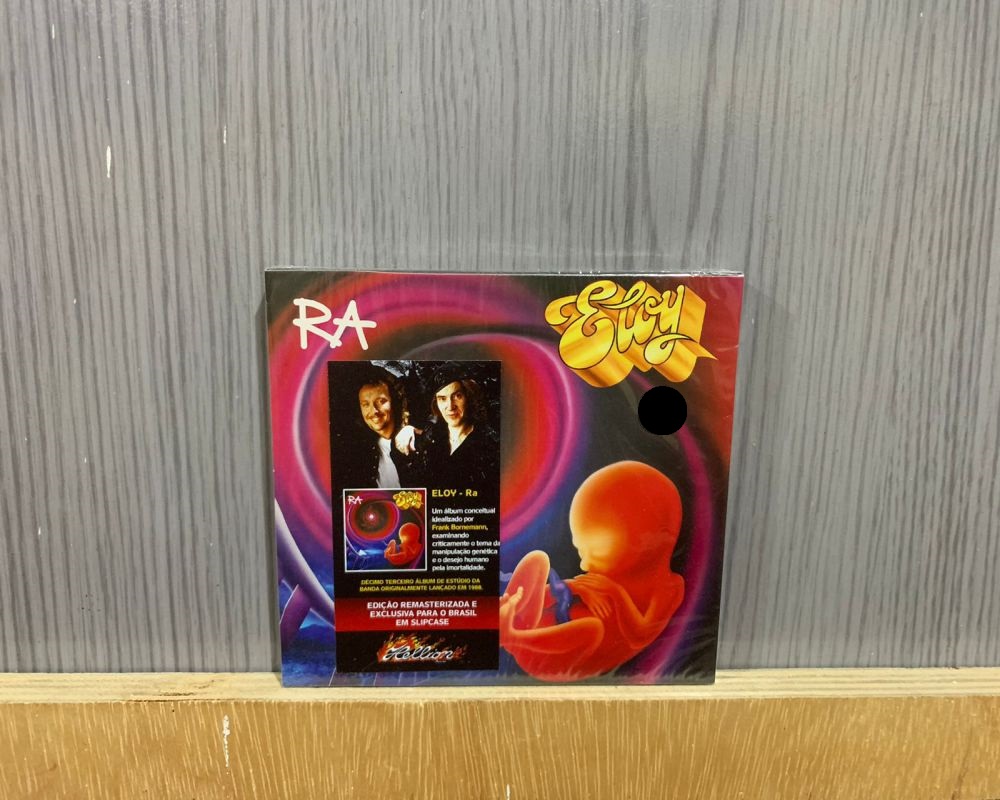 RA
Eloy
ELOY - Ra
RA
Eloy
Um álbum conceitual
idealizado por
Frank Bornemann,
examinando
criticamente o tema da
manipulação genética
e o desejo humano
pela imortalidade.
DÉCIMO TERCEIRO ÁLBUM DE ESTÚDIO DA
BANDA ORIGINALMENTE LANÇADO EM 1988.
EDIÇÃO REMASTERIZADA E
EXCLUSIVA PARA O BRASIL
EM SLIPCASE
Hellion